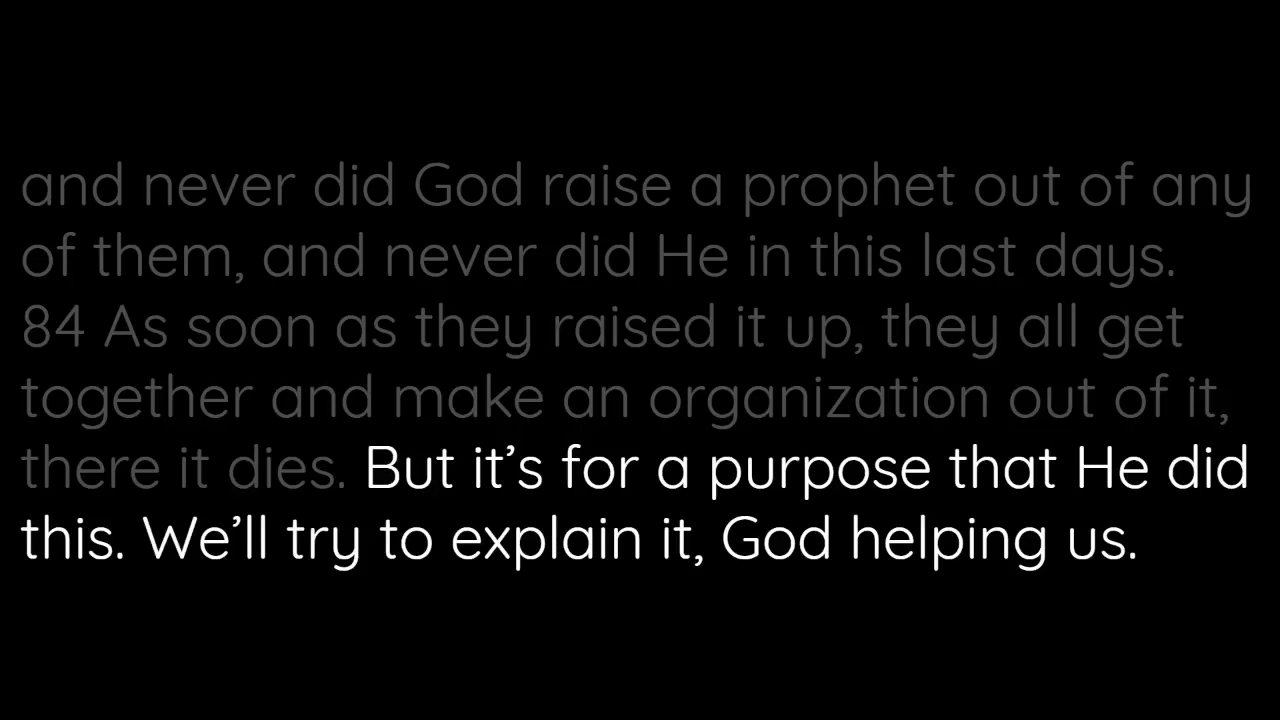 and never did God raise a prophet out of any
of them, and never did He in this last days.
84 As soon as they raised it up, they all get
together and make an organization out of it,
there it dies. But it’s for a purpose that He did
this. We’ll try to explain it, God helping us.